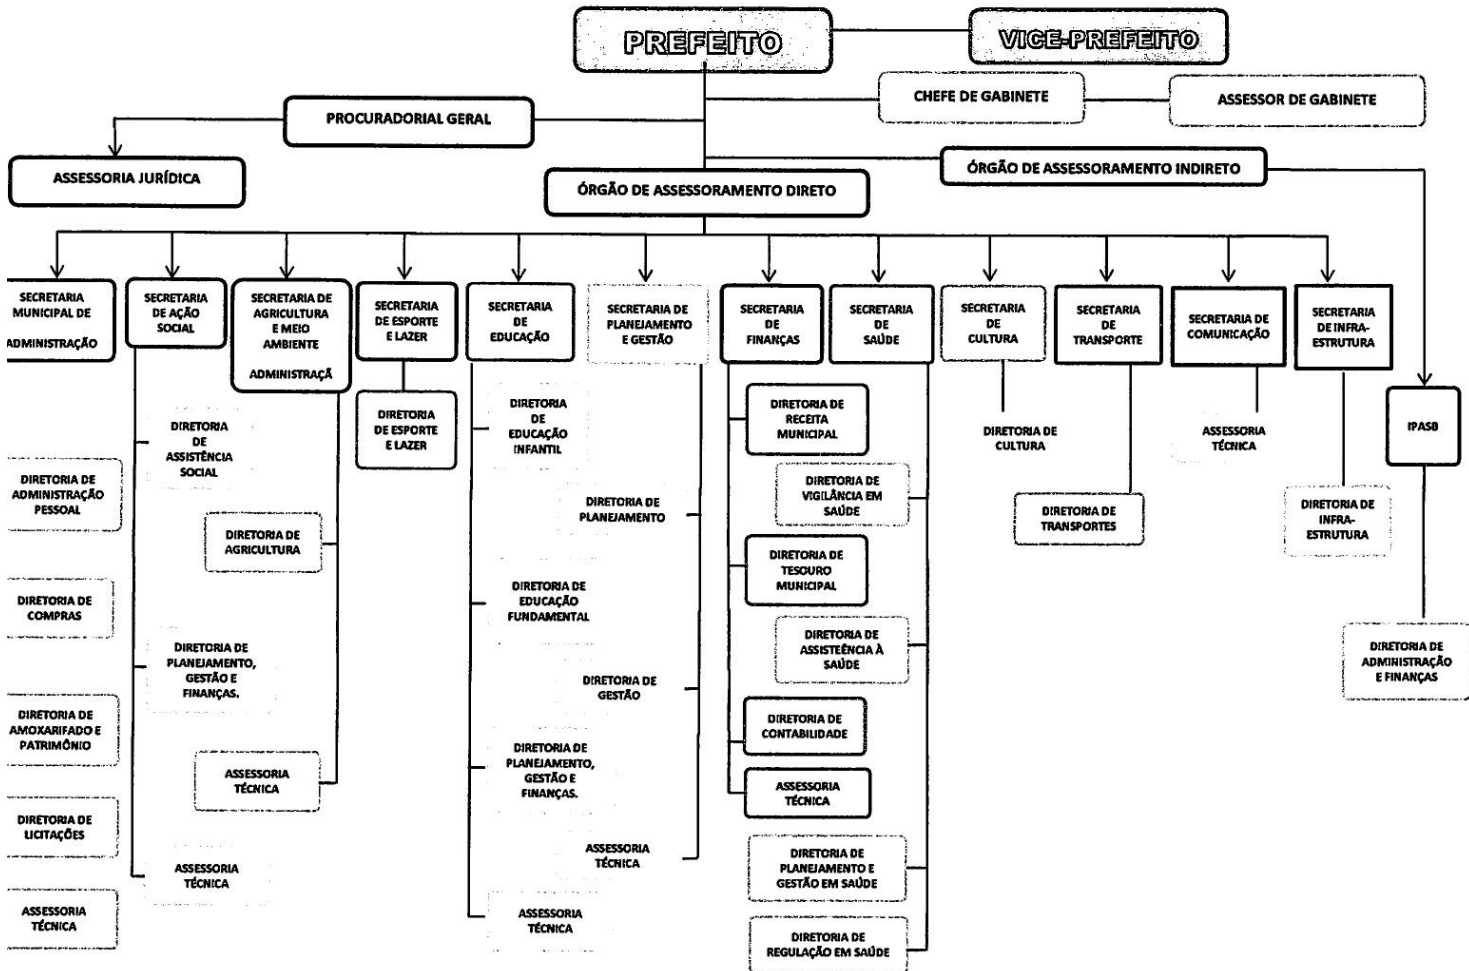 PREFEITO
VICE-PREFEITO
CHEFE DE GABINETE
ASSESSOR DE GABINETE
PROCURADORIAL GERAL
ASSESSORIA JURÍDICA
ÓRGÃO DE ASSESSORAMENTO DIRETO
ÓRGÃO DE ASSESSORAMENTO INDIRETO
SECRETARIA
MUNICIPAL DE
ADMINISTRAÇÃO
SECRETARIA
DE AÇÃO
SOCIAL
SECRETARIA DE
AGRICULTURA
E MEIO
AMBIENTE
ADMINISTRAÇÃ
SECRETARIA
DE ESPORTE
E LAZER
SECRETARIA
DE
EDUCAÇÃO
SECRETARIA DE
PLANEJAMENTO
E GESTÃO
SECRETARIA
DE
FINANÇAS
SECRETARIA
DE
SAÚDE
SECRETARIA
DE
CULTURA
SECRETARIA
DE
TRANSPORTE
SECRETARIA DE
COMUNICAÇÃO
SECRETARIA
DE INFRA-
ESTRUTURA
IPASB
DIRETORIA DE
ADMINISTRAÇÃO
PESSOAL
DIRETORIA DE
COMPRAS
DIRETORIA DE
AMOXARIFADO E
PATRIMÔNIO
DIRETORIA DE
LICITAÇÕES
ASSESSORIA
TÉCNICA
DIRETORIA
DE
ASSISTÊNCIA
SOCIAL
DIRETORIA DE
PLANEJAMENTO,
GESTÃO E
FINANÇAS.
ASSESSORIA
TÉCNICA
DIRETORIA DE
AGRICULTURA
ASSESSORIA
TÉCNICA
DIRETORIA
DE ESPORTE
E LAZER
DIRETORIA
DE
EDUCAÇÃO
INFANTIL
DIRETORIA DE
EDUCAÇÃO
FUNDAMENTAL
DIRETORIA DE
PLANEJAMENTO,
GESTÃO E
FINANÇAS.
ASSESSORIA
TÉCNICA
DIRETORIA DE
PLANEJAMENTO
DIRETORIA DE
GESTÃO
ASSESSORIA
TÉCNICA
DIRETORIA DE
RECEITA
MUNICIPAL
DIRETORIA DE
TESOURO
MUNICIPAL
DIRETORIA DE
CONTABILIDADE
ASSESSORIA
TÉCNICA
DIRETORIA DE
VIGILÂNCIA EM
SAÚDE
DIRETORIA DE
ASSISTEÊNCIA À
SAÚDE
DIRETORIA DE
PLANEJAMENTO E
GESTÃO EM SAÚDE
DIRETORIA DE
REGULAÇÃO EM SAÚDE
DIRETORIA DE
CULTURA
DIRETORIA DE
TRANSPORTES
ASSESSORIA
TÉCNICA
DIRETORIA DE
INFRA-
ESTRUTURA
DIRETORIA DE
ADMINISTRAÇÃO
E FINANÇAS